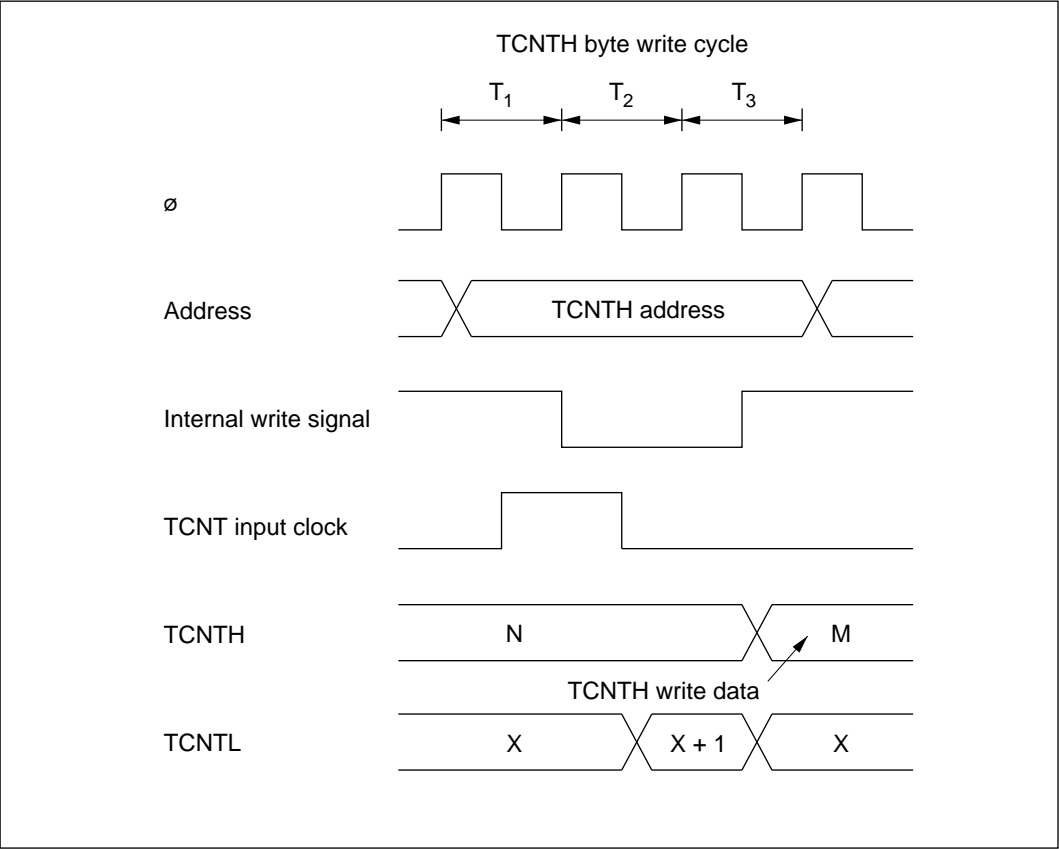 TCNTH byte write cycle
T1 T2 T3
ø
Address TCNTH address
Internal write signal
TCNT input clock
TCNTH N M
TCNTH write data
TCNTL X X + 1 X